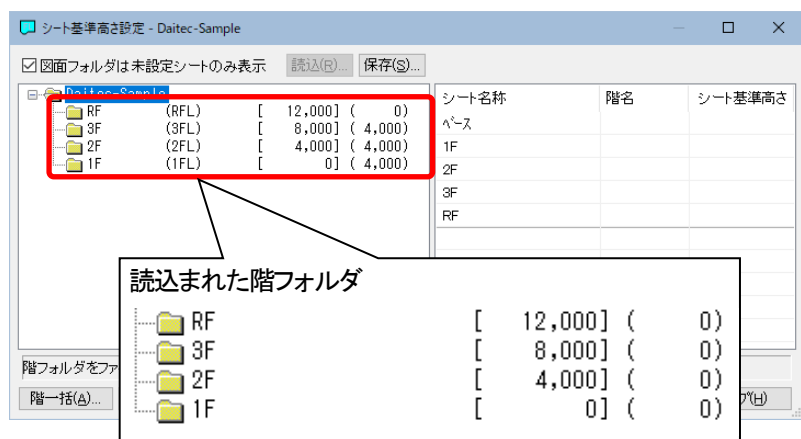 シート基準高さ設定 - Daitec-Sample
図面フォルダは未設定シートのみ表示 読込(R)... 保存(S)...
Daitec-Sample
RF (RFL) [ 12,000] ( 0)
3F (3FL) [ 8,000] ( 4,000)
2F (2FL) [ 4,000] ( 4,000)
1F (1FL) [ 0] ( 4,000)
シート名称 階名 シート基準高さ
ベース
1F
2F
3F
RF
読込まれた階フォルダ
RF [ 12,000] ( 0)
3F [ 8,000] ( 0)
2F [ 4,000] ( 0)
1F [ 0] ( 0)
階フォルダをファ
階一括(A)... プ(H)